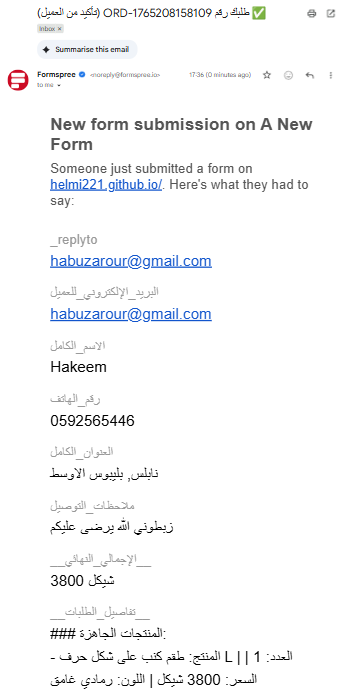 ✅ طلبك رقم ORD-1765208158109 (تأكيد من العميل)
Inbox ×
Summarise this email
Formspree <noreply@formspree.io> 17:36 (0 minutes ago)
to me
New form submission on A New
Form
Someone just submitted a form on
helmi221.github.io/. Here's what they had to
say:
_replyto
habuzarour@gmail.com
البريد_الإلكتروني_للعميل
habuzarour@gmail.com
الاسم_الكامل
Hakeem
رقم_الهاتف
0592565446
العنوان_الكامل
نابلس, بليبوس الاوسط
ملاحظات_التوصيل
زبطوني الله يرضى عليكم
__الإجمالي_النهائي__
3800 شيكل
__تفاصيل_الطلبات__
### المنتجات الجاهزة:
- المنتج: طقم كنب على شكل حرف L | العدد: 1 |
السعر: 3800 شيكل | اللون: رمادي غامق